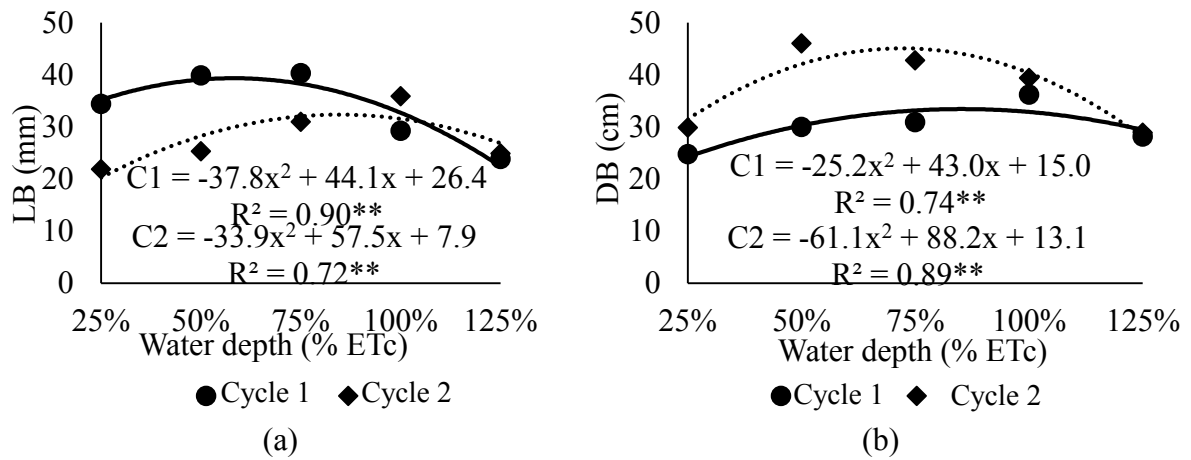 50
40
30
20
10
0
LB (mm)
C1 = -37.8x² + 44.1x + 26.4
R² = 0.90**
C2 = -33.9x² + 57.5x + 7.9
R² = 0.72**
25% 50% 75% 100% 125%
Water depth (% ETc)
Cycle 1 Cycle 2
(a)
50
40
30
20
10
0
DB (cm)
C1 = -25.2x² + 43.0x + 15.0
R² = 0.74**
C2 = -61.1x² + 88.2x + 13.1
R² = 0.89**
25% 50% 75% 100% 125%
Water depth (% ETc)
Cycle 1 Cycle 2
(b)